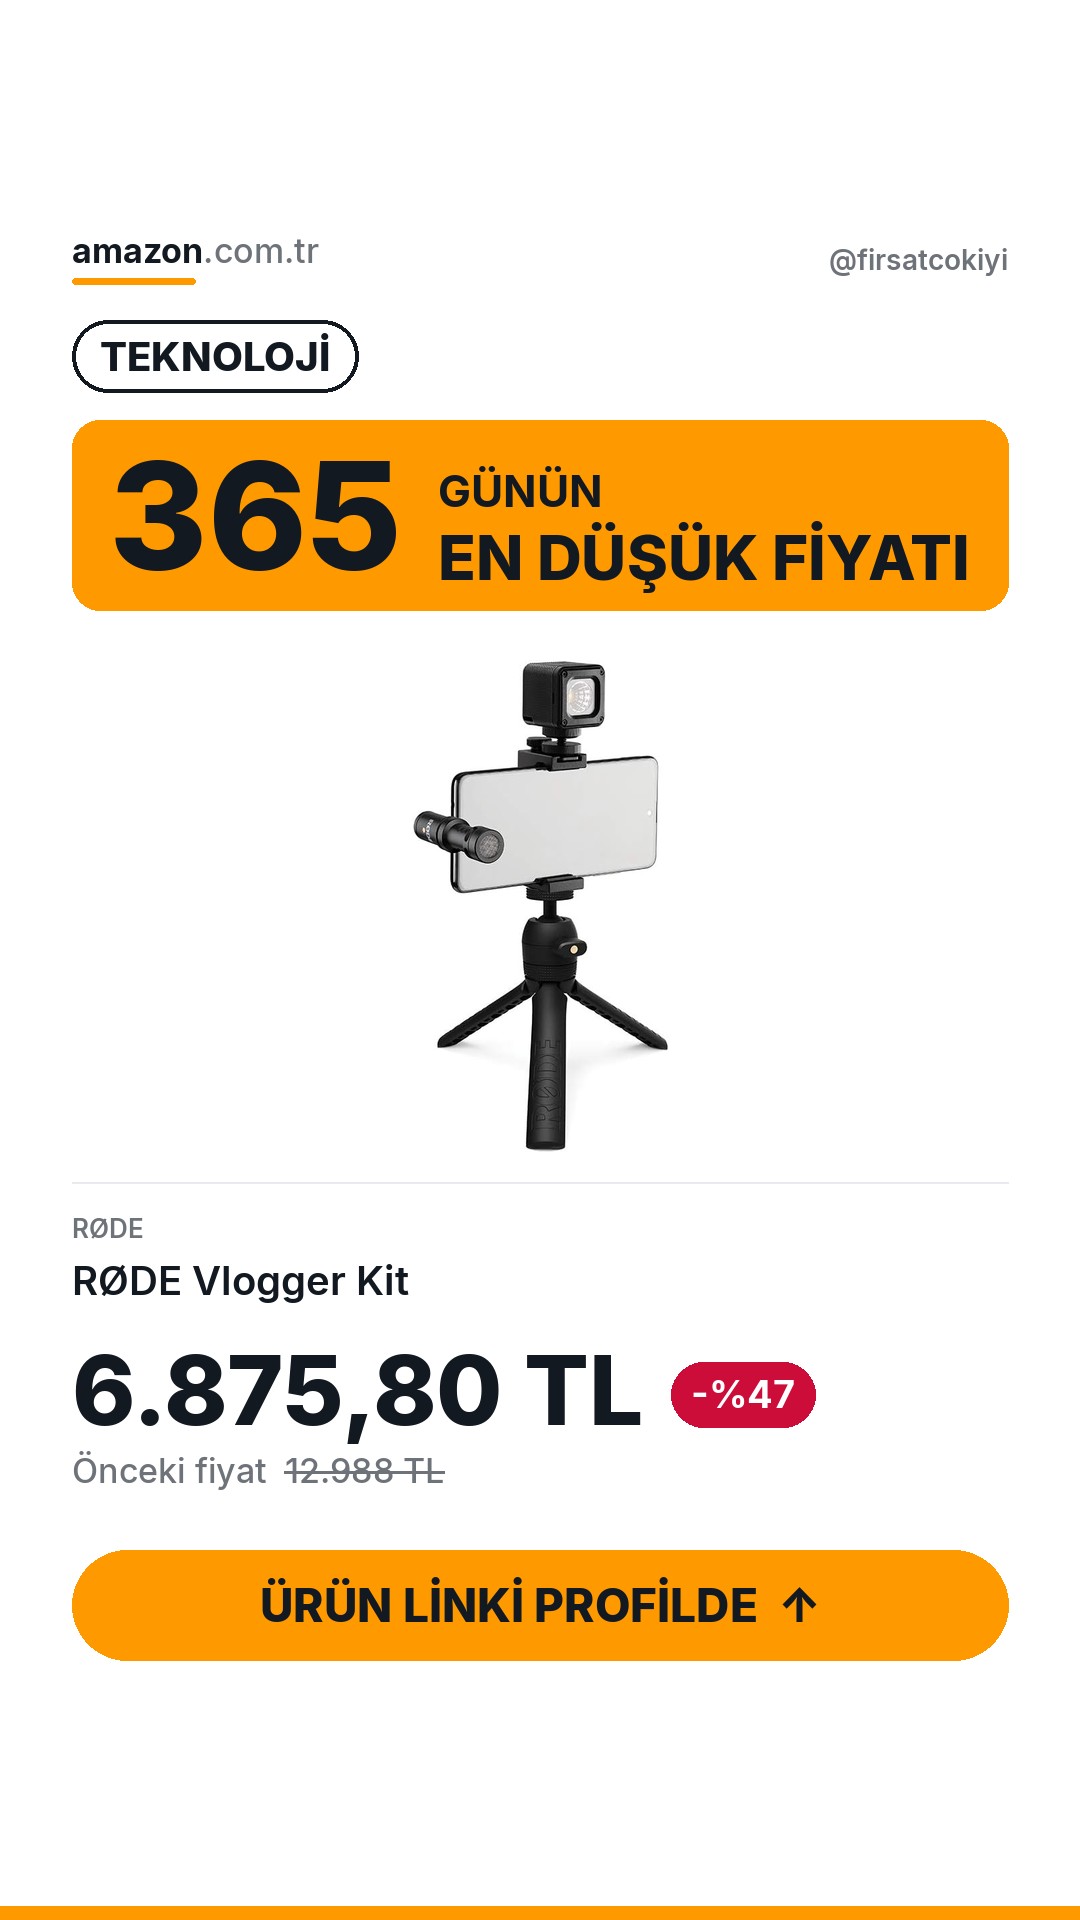 amazon.com.tr
@firsatcokiyi
TEKNOLOJİ
365
GÜNÜN
EN DÜŞÜK FİYATI
RØDE
RØDE
RØDE Vlogger Kit
6.875,80 TL
-%47
Önceki fiyat 12.988 TL
ÜRÜN LİNKİ PROFİLDE ↑